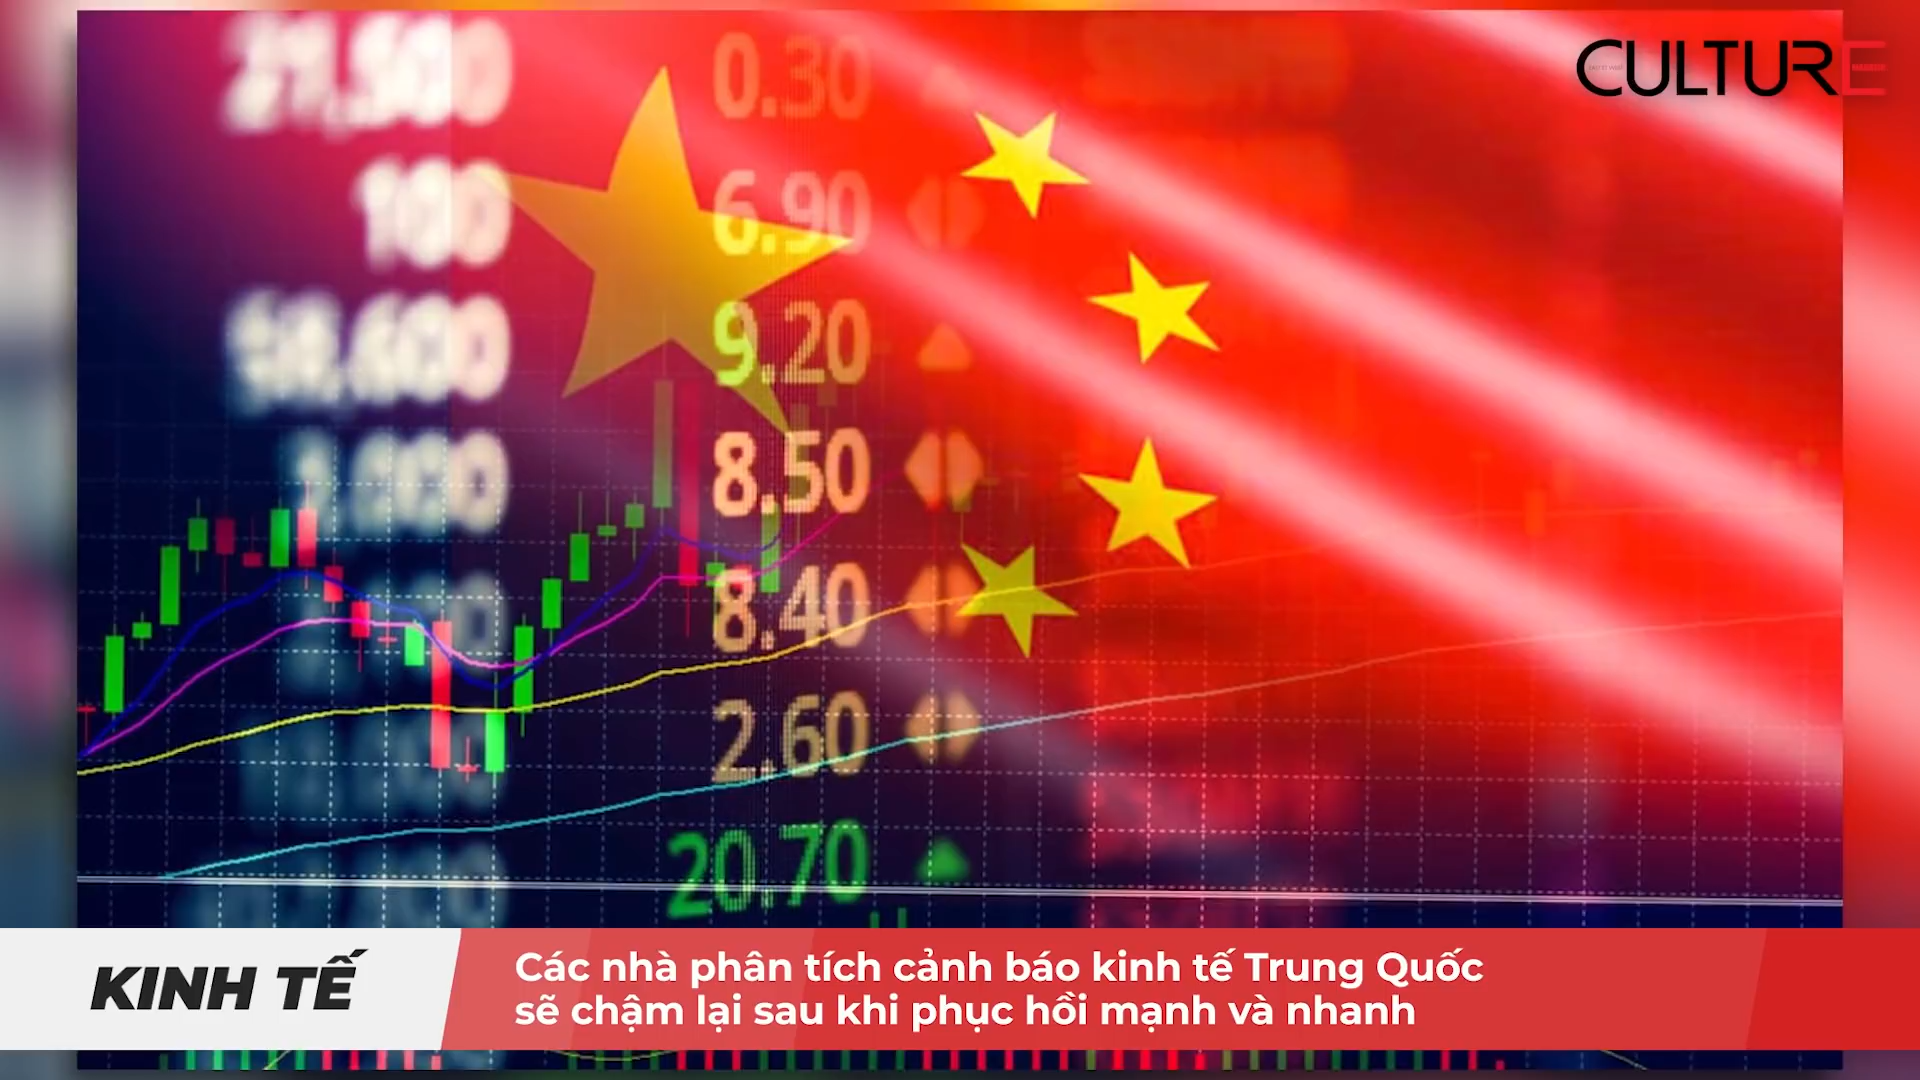 CULTURE
0.30
100
6.90
9.20
8.50
8.40
2.60
20.70
KINH TẾ
Các nhà phân tích cảnh báo kinh tế Trung Quốc
sẽ chậm lại sau khi phục hồi mạnh và nhanh